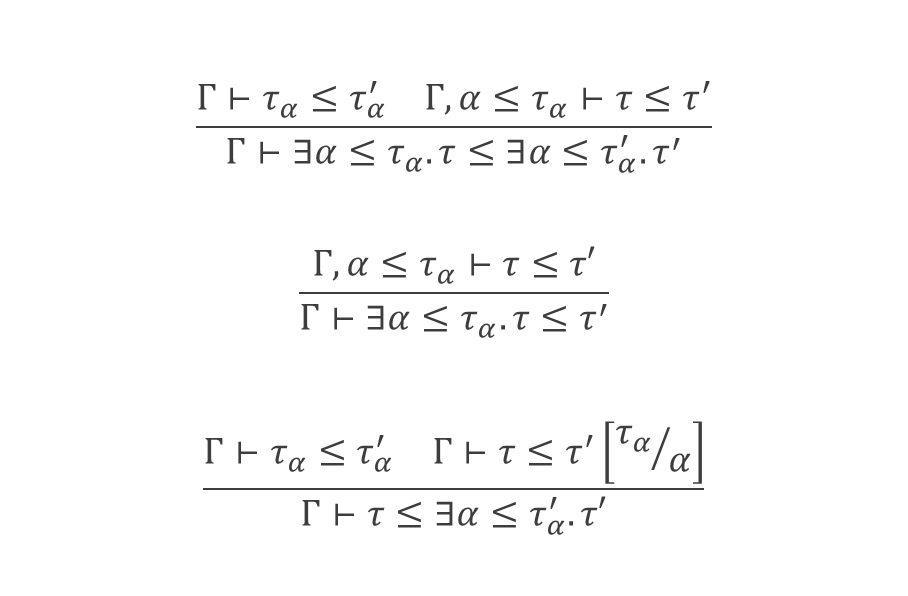 Γ ⊢ τ_α ≤ τ′_α Γ, α ≤ τ_α ⊢ τ ≤ τ′
Γ ⊢ ∃α ≤ τ_α. τ ≤ ∃α ≤ τ′_α. τ′
Γ, α ≤ τ_α ⊢ τ ≤ τ′
Γ ⊢ ∃α ≤ τ_α. τ ≤ τ′
Γ ⊢ τ_α ≤ τ′_α Γ ⊢ τ ≤ τ′ [τ_α/α]
Γ ⊢ τ ≤ ∃α ≤ τ′_α. τ′